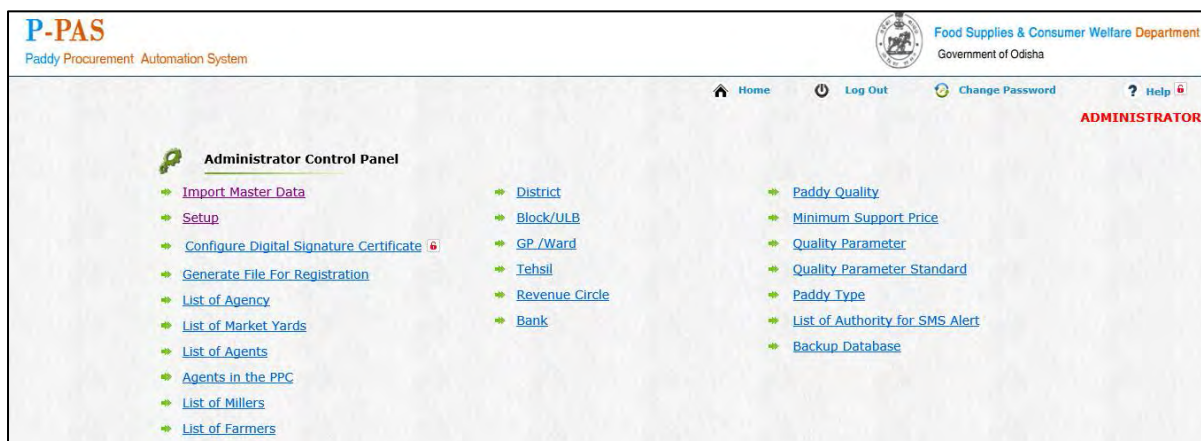 P-PAS
Paddy Procurement Automation System
Food Supplies & Consumer Welfare Department
Government of Odisha
Home Log Out Change Password ? Help 6
ADMINISTRATOR
Administrator Control Panel
Import Master Data
Setup
Configure Digital Signature Certificate 6
Generate File For Registration
List of Agency
List of Market Yards
List of Agents
Agents in the PPC
List of Millers
List of Farmers
District
Block/ULB
GP /Ward
Tehsil
Revenue Circle
Bank
Paddy Quality
Minimum Support Price
Quality Parameter
Quality Parameter Standard
Paddy Type
List of Authority for SMS Alert
Backup Database